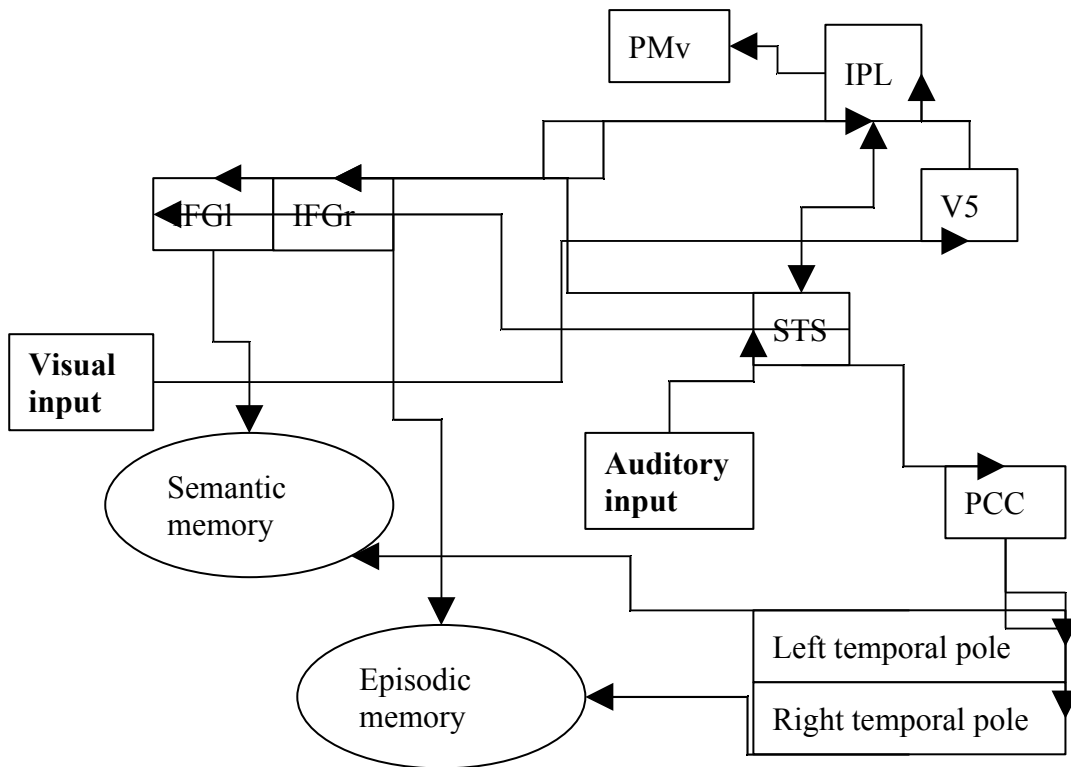 PMv
IPL
IFGl
IFGr
V5
STS
Visual
input
Auditory
input
Semantic
memory
PCC
Left temporal pole
Episodic
memory
Right temporal pole